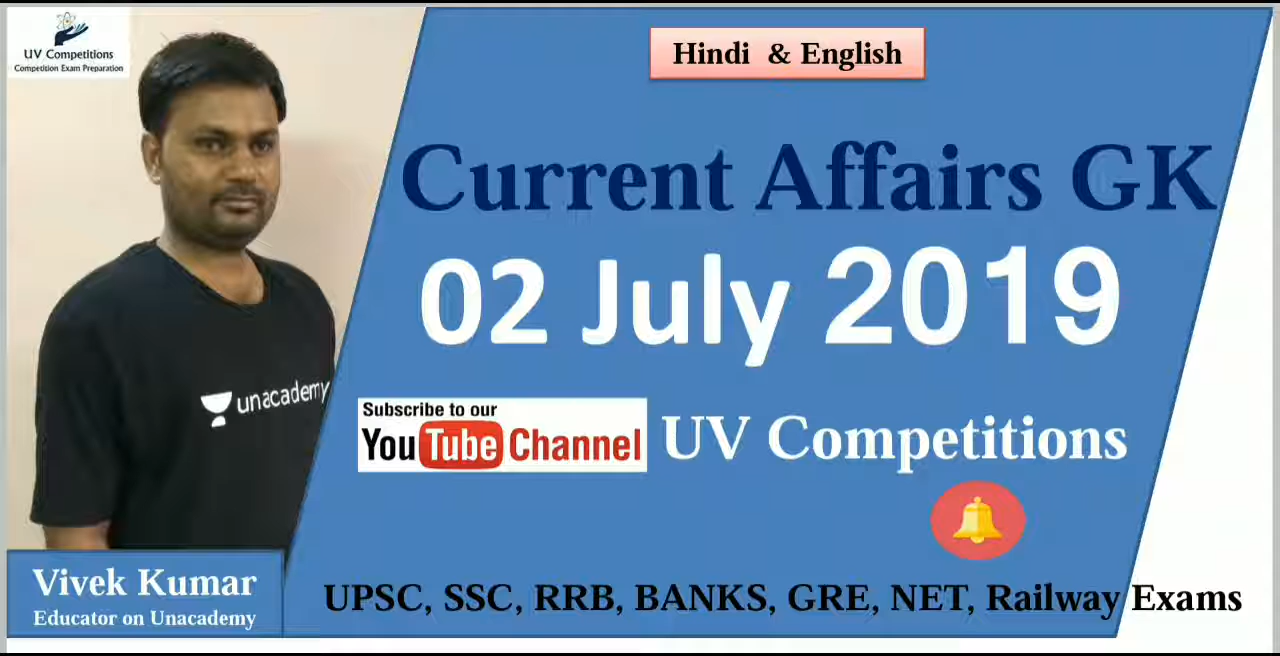 UV Competitions
Competition Exam Preparation
Hindi & English
Current Affairs GK
02 July 2019
unacademy
Subscribe to our
YouTube Channel
UV Competitions
Vivek Kumar
Educator on Unacademy
UPSC, SSC, RRB, BANKS, GRE, NET, Railway Exams